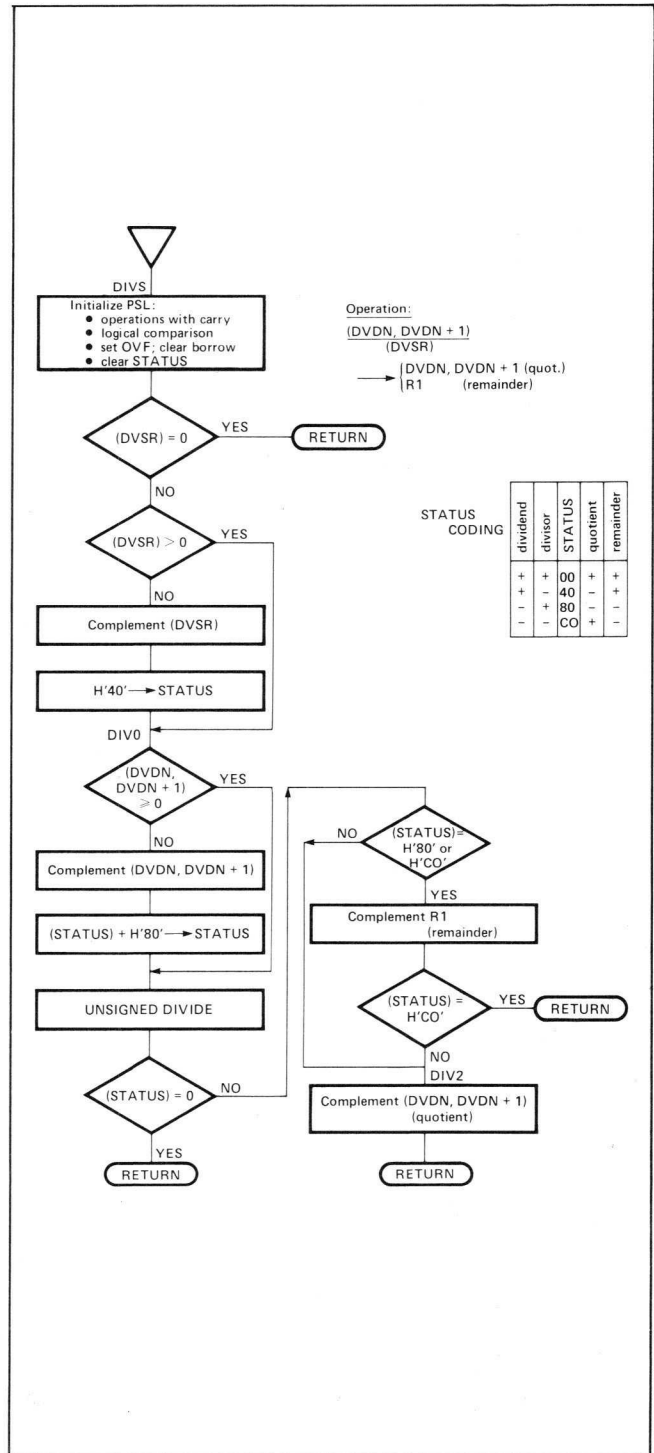 DIVS
Initialize PSL:
• operations with carry
• logical comparison
• set OVF; clear borrow
• clear STATUS
Operation:
(DVDN, DVDN + 1)
(DVSR)
DVDN, DVDN + 1 (quot.)
R1 (remainder)
(DVSR) = 0
YES
RETURN
NO
(DVSR) > 0
YES
NO
Complement (DVSR)
H'40' → STATUS
STATUS
CODING
dividend
divisor
STATUS
quotient
remainder
+ + 00 + +
+ - 40 - +
- + 80 - -
- - CO + -
DIV0
(DVDN,
DVDN + 1)
⩾ 0
YES
NO
Complement (DVDN, DVDN + 1)
(STATUS) + H'80' → STATUS
UNSIGNED DIVIDE
(STATUS) = 0
NO
YES
RETURN
(STATUS)=
H'80' or
H'CO'
NO
YES
Complement R1
(remainder)
(STATUS) =
H'CO'
YES
RETURN
NO
DIV2
Complement (DVDN, DVDN + 1)
(quotient)
RETURN